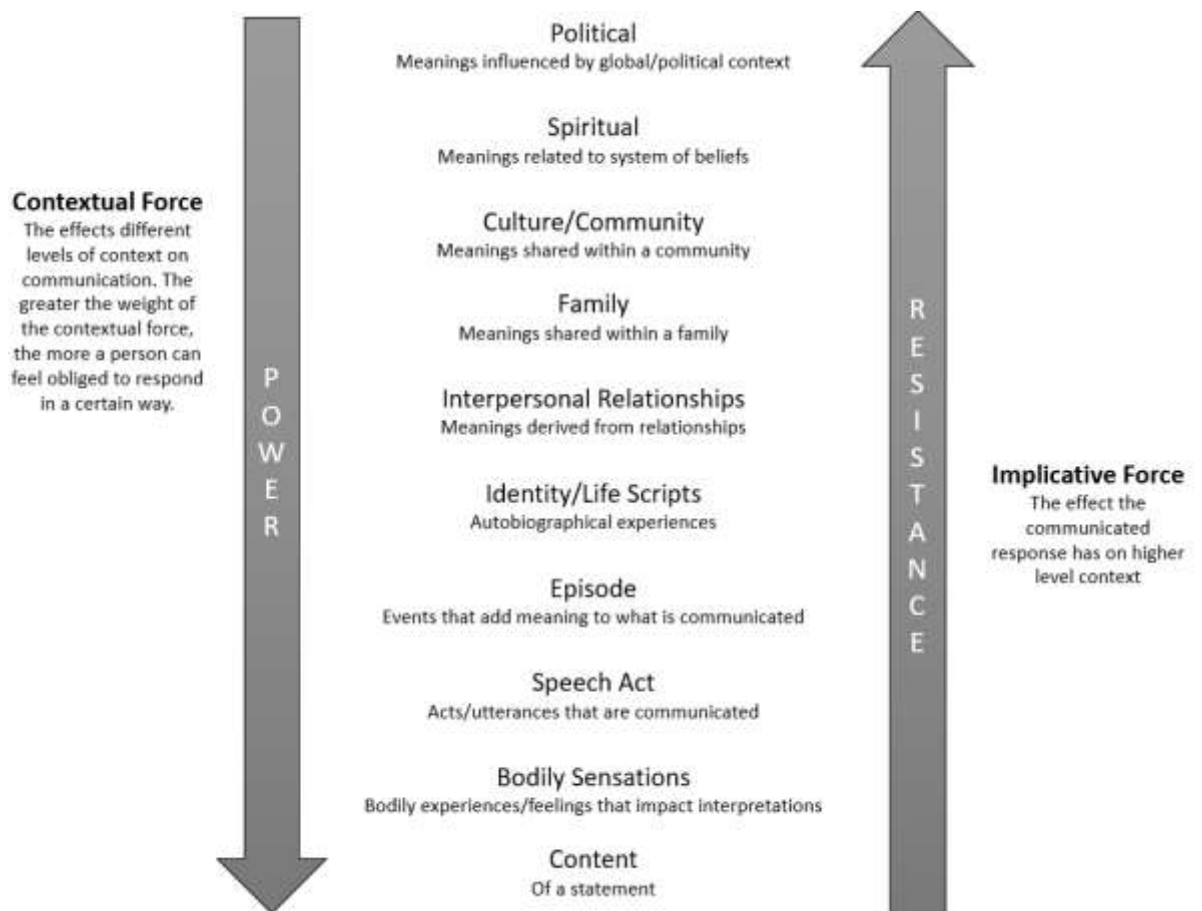 Contextual Force
The effects different
levels of context on
communication. The
greater the weight of
the contextual force,
the more a person can
feel obliged to respond
in a certain way.
POWER
Political
Meanings influenced by global/political context
Spiritual
Meanings related to system of beliefs
Culture/Community
Meanings shared within a community
Family
Meanings shared within a family
Interpersonal Relationships
Meanings derived from relationships
Identity/Life Scripts
Autobiographical experiences
Episode
Events that add meaning to what is communicated
Speech Act
Acts/utterances that are communicated
Bodily Sensations
Bodily experiences/feelings that impact interpretations
Content
Of a statement
RESISTANCE
Implicative Force
The effect the
communicated
response has on higher
level context